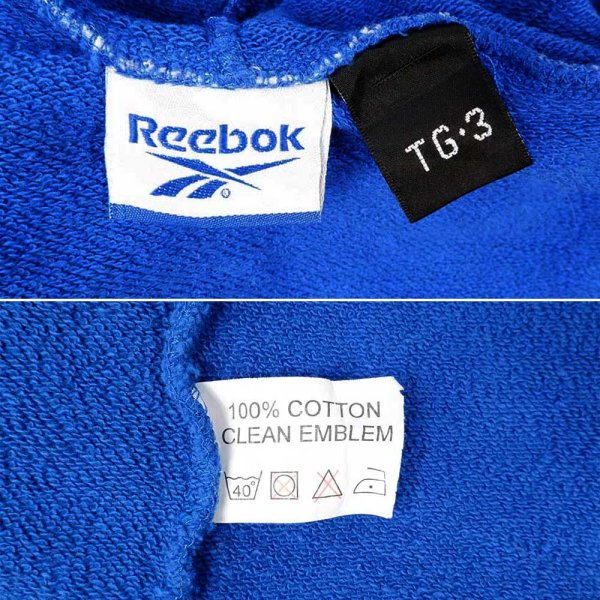 Reebok
®
TG·3
100% COTTON
CLEAN EMBLEM
40°